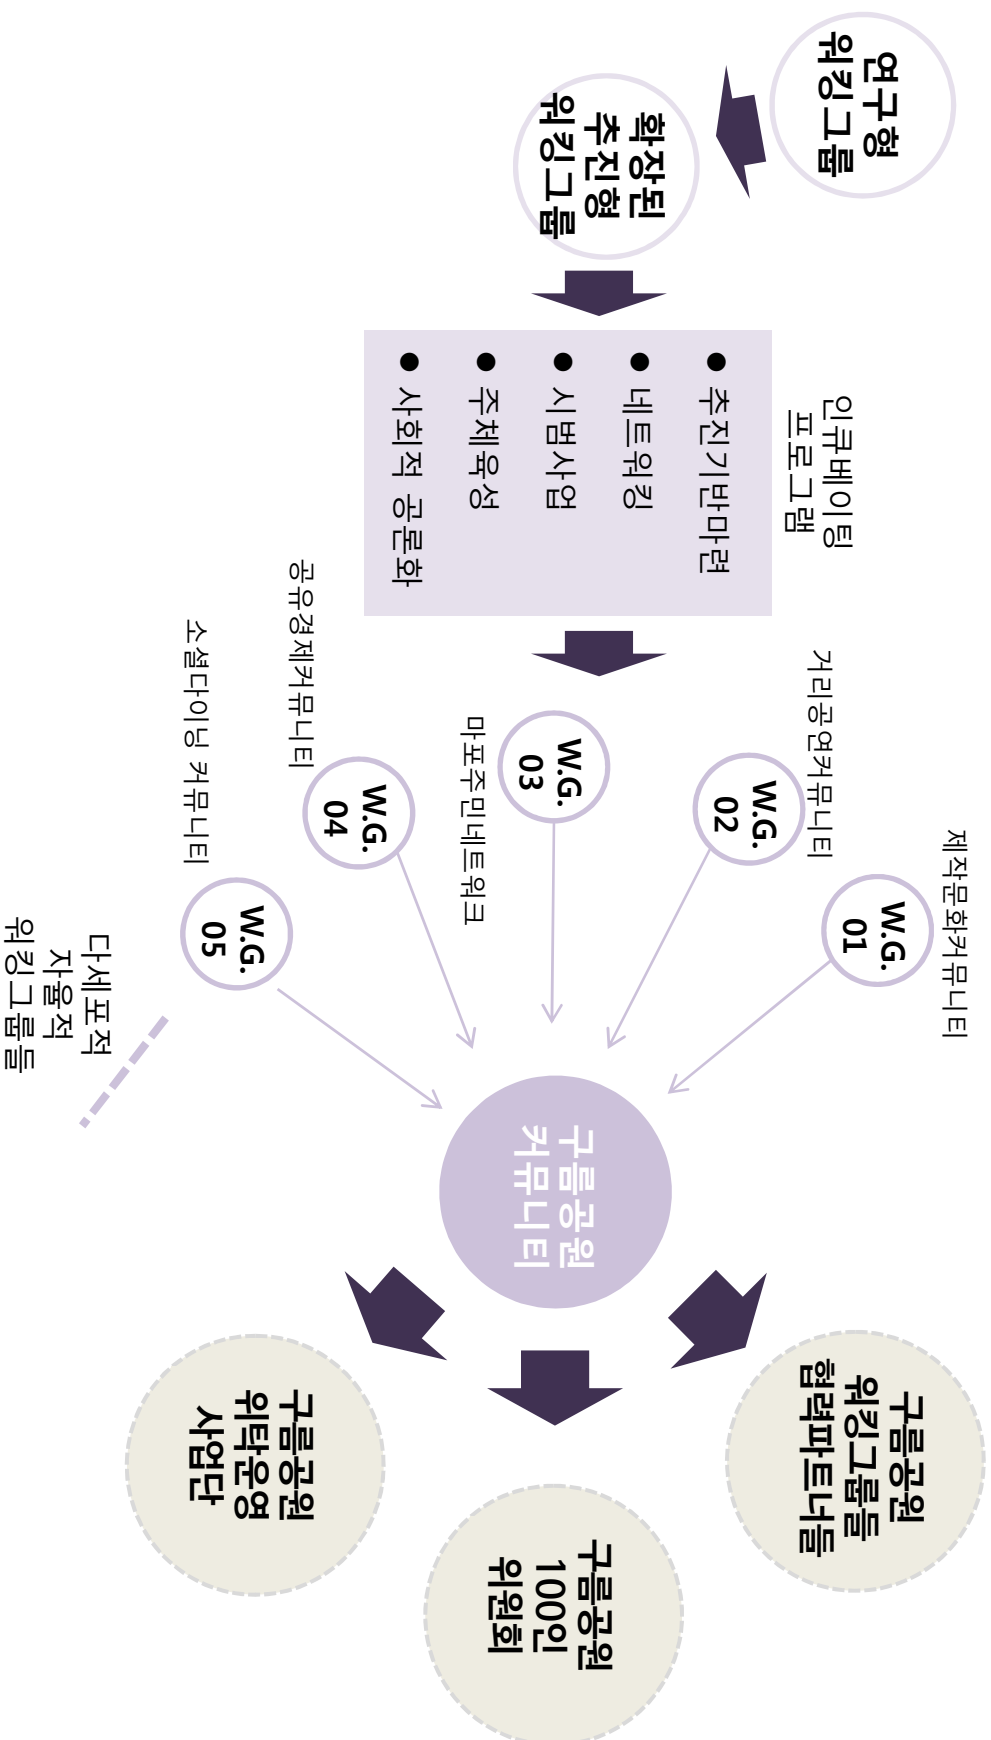 연구형
워킹그룹
확장된
추진형
워킹그룹
인큐베이팅
프로그램
● 추진기반마련
● 네트워킹
● 시범사업
● 주체육성
● 사회적 공론화
제작문화커뮤니티
W.G.
01
거리공연커뮤니티
W.G.
02
W.G.
03
마포주민네트워크
공유경제커뮤니티
W.G.
04
소셜다이닝 커뮤니티
W.G.
05
다세포적
자율적
워킹그룹들
구름공원
커뮤니티
구름공원
워킹그룹들
협력파트너들
구름공원
100인
위원회
구름공원
위탁운영
사업단